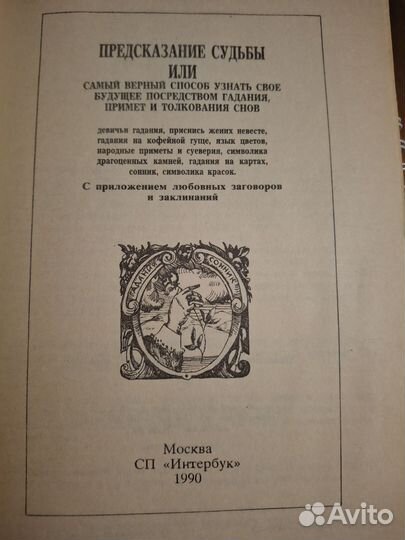 ПРЕДСКАЗАНИЕ СУДЬБЫ
ИЛИ
САМЫЙ ВЕРНЫЙ СПОСОБ УЗНАТЬ СВОЕ
БУДУЩЕЕ ПОСРЕДСТВОМ ГАДАНИЯ,
ПРИМЕТ И ТОЛКОВАНИЯ СНОВ
девичьи гадания, приснись жених невесте,
гадания на кофейной гуще, язык цветов,
народные приметы и суеверия, символика
драгоценных камней, гадания на картах,
сонник, символика красок.
С приложением любовных заговоров
и заклинаний
ГАДАНИЕ СОННИК
Москва
СП «Интербук»
1990
Avito